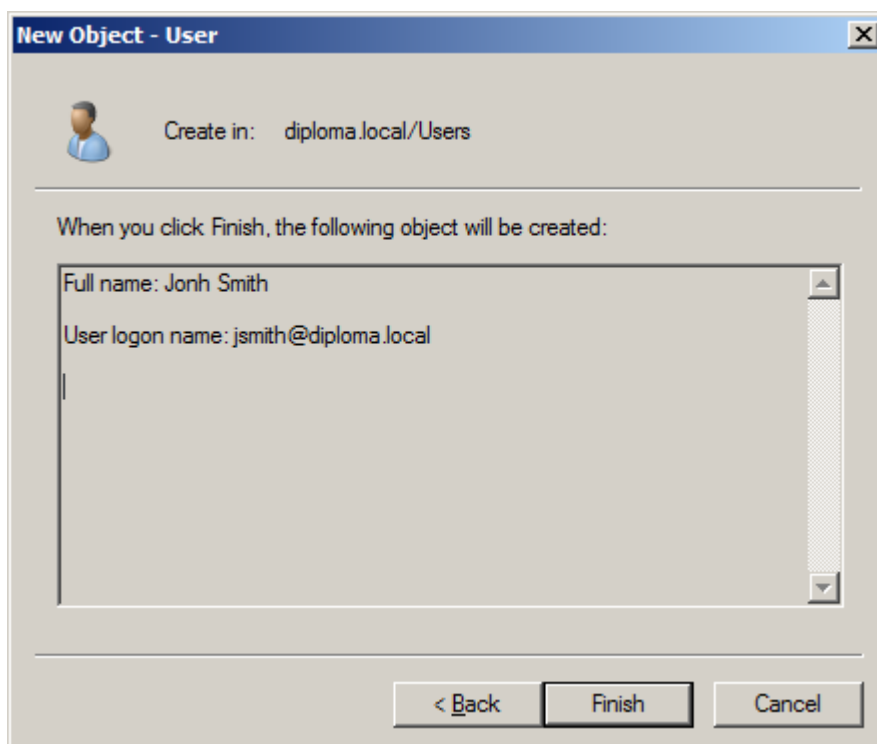 New Object - User
Create in: diploma.local/Users
When you click Finish, the following object will be created:
Full name: Jonh Smith
User logon name: jsmith@diploma.local
< Back Finish Cancel